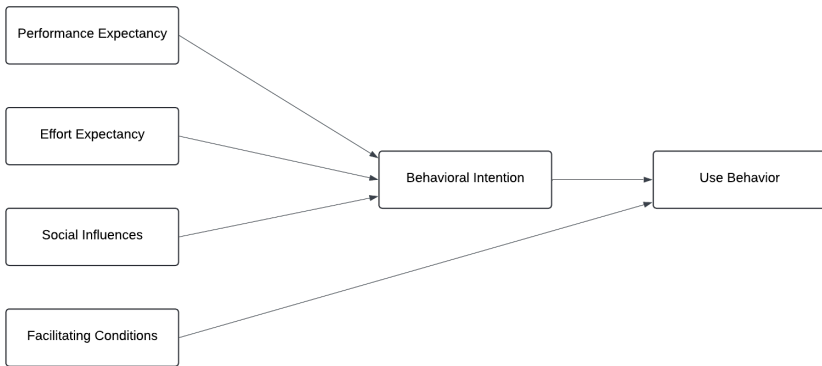 Performance Expectancy
Effort Expectancy
Social Influences
Facilitating Conditions
Behavioral Intention
Use Behavior